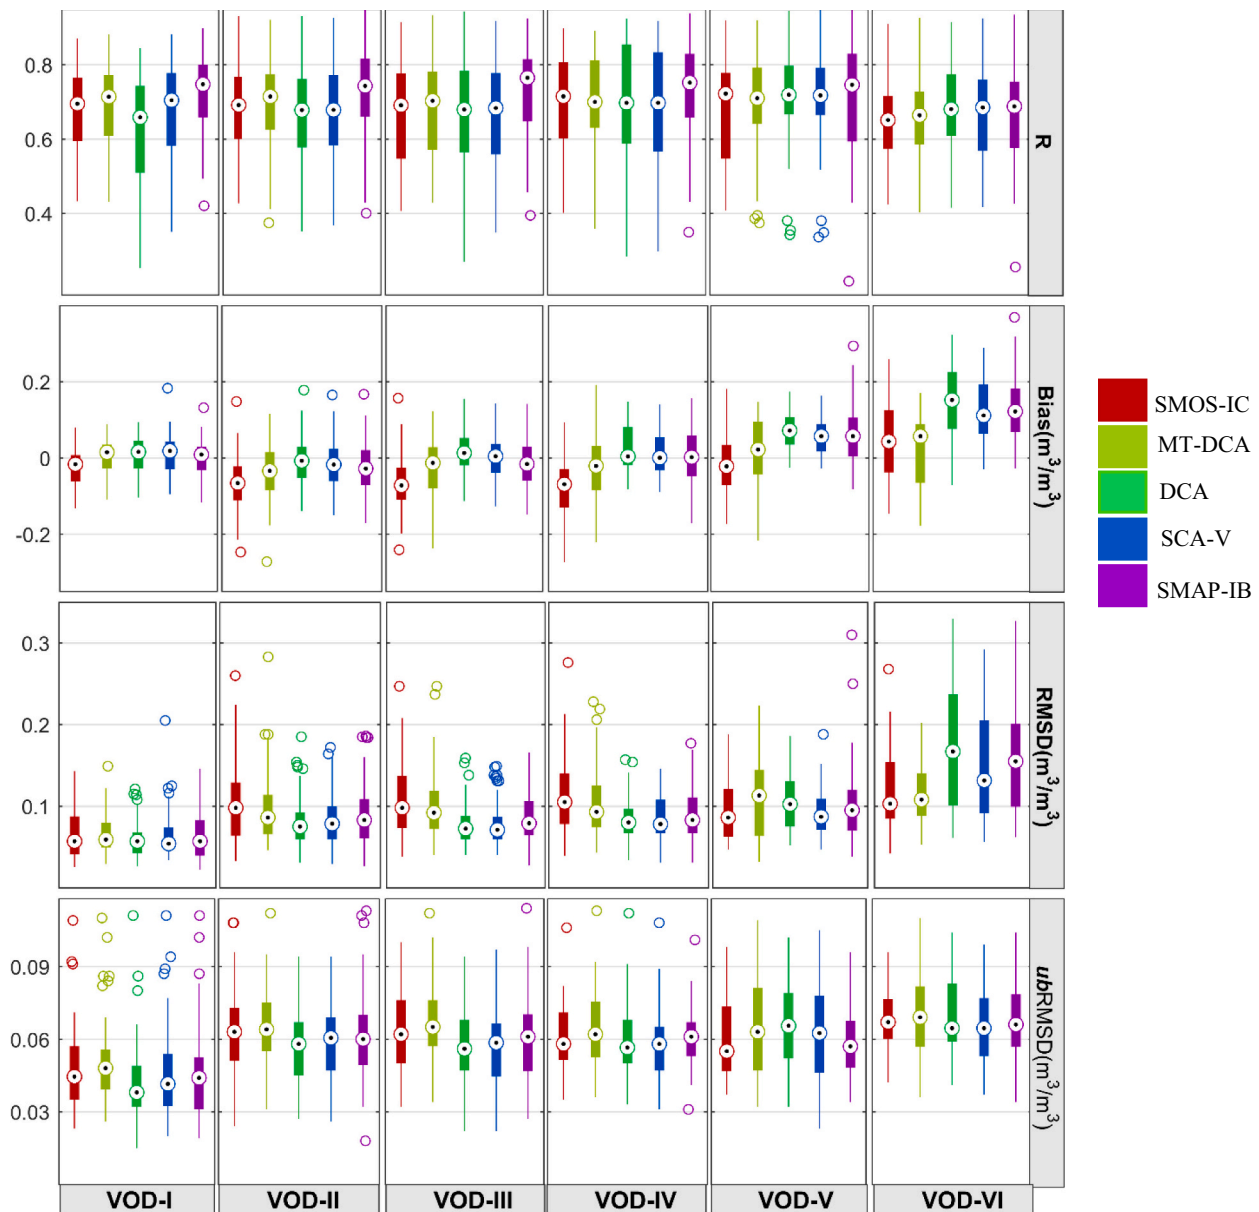 0.8
0.6
0.4
R
0.2
0
-0.2
Bias(m³/m³)
0.3
0.2
0.1
RMSD(m³/m³)
0.09
0.06
0.03
ubRMSD(m³/m³)
VOD-I
VOD-II
VOD-III
VOD-IV
VOD-V
VOD-VI
SMOS-IC
MT-DCA
DCA
SCA-V
SMAP-IB